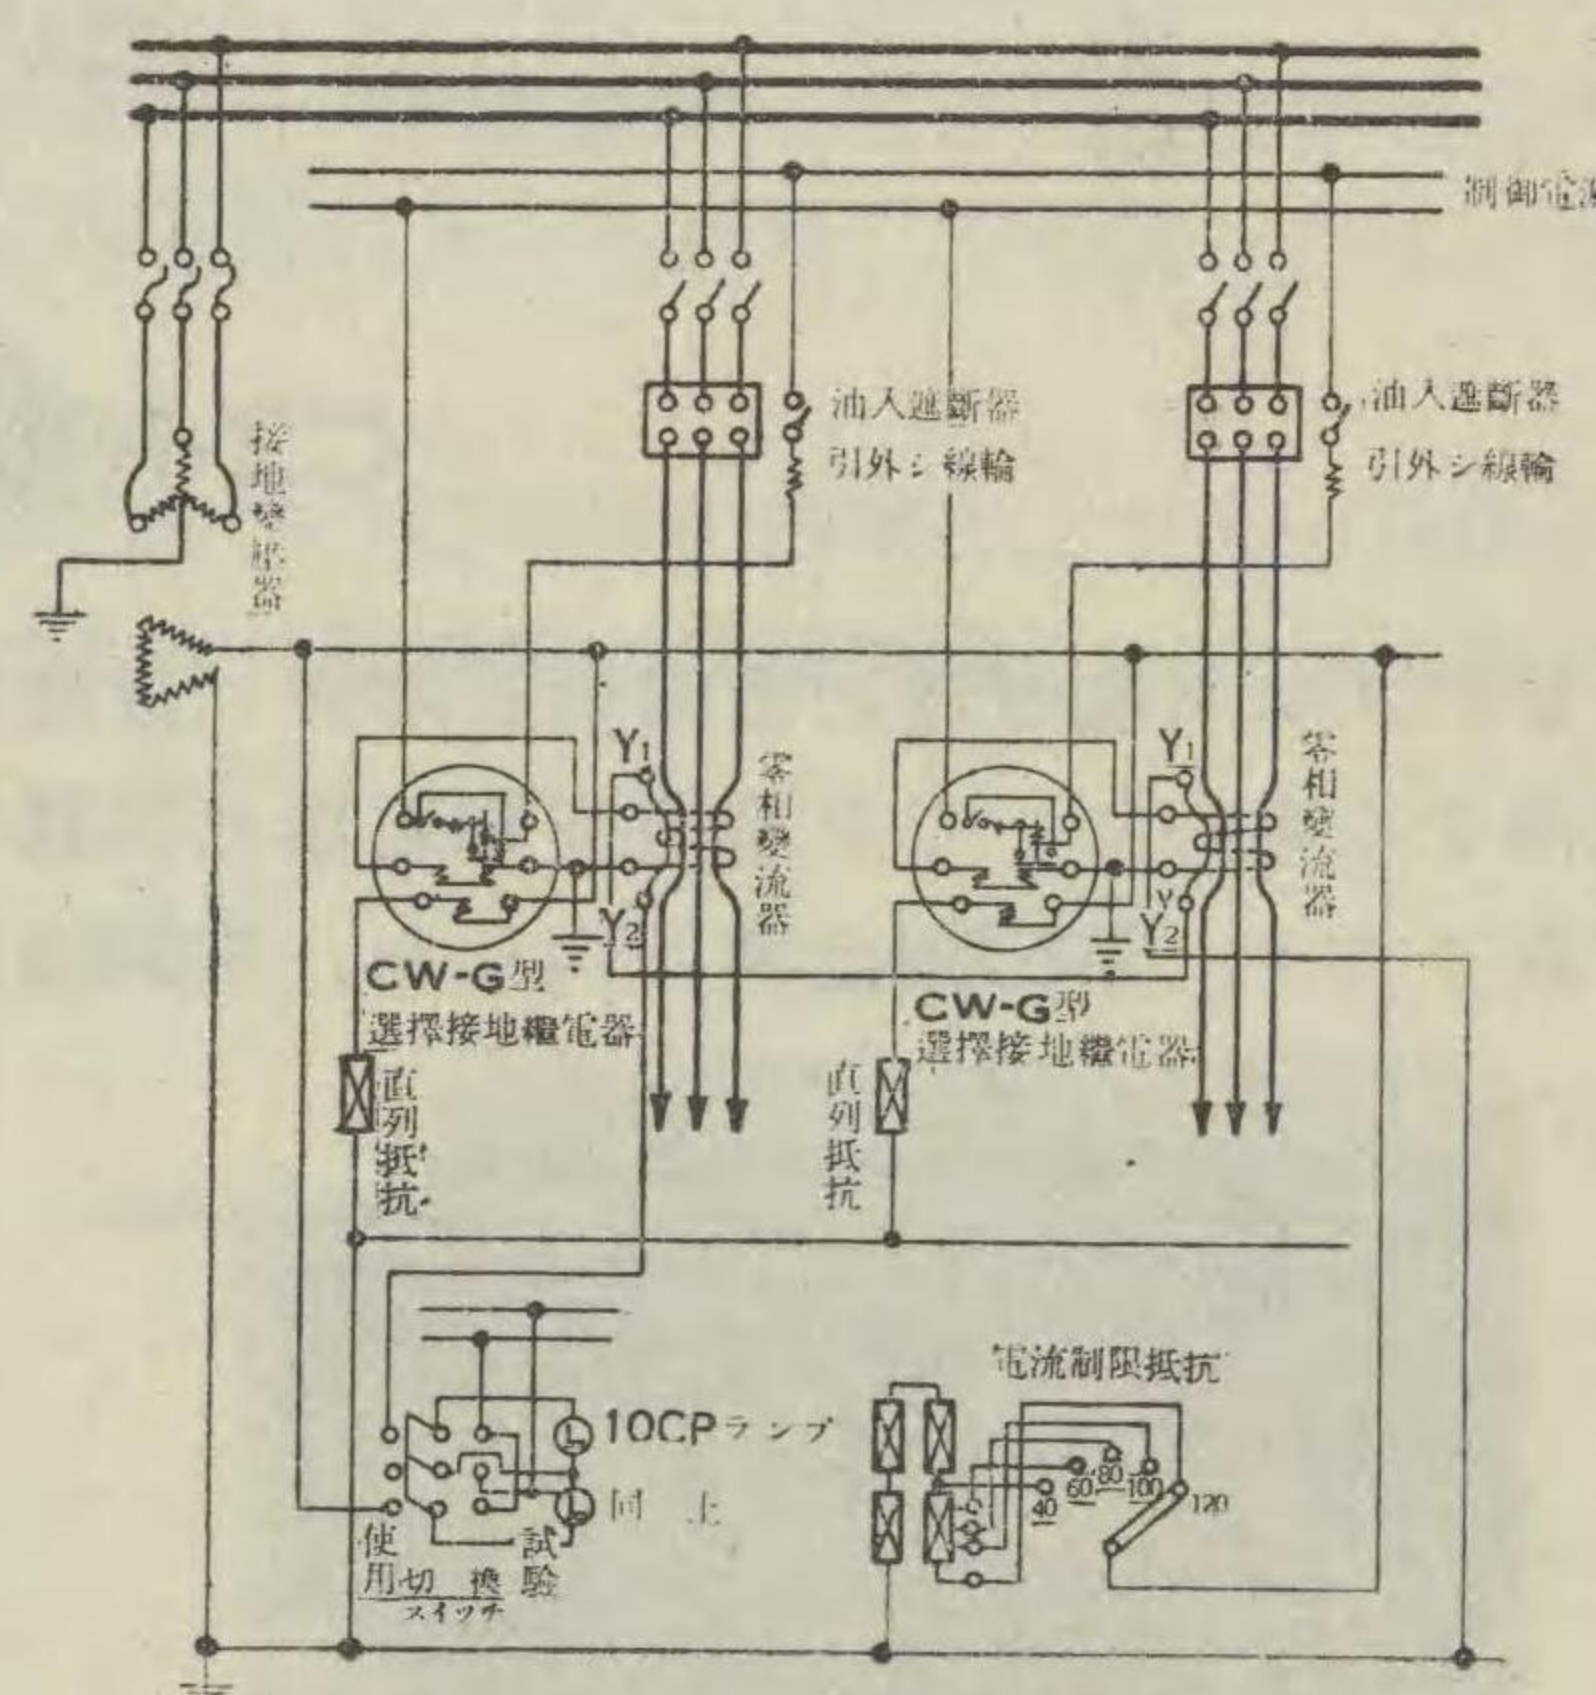 制御電
油入遮斷器
引外シ線輪
油入遮斷器
引外シ線輪
接地變壓器
Y1
Y1
零相變流器
零相變流器
Y2
Y2
CW-G型
選擇接地繼電器
CW-G型
選擇接地繼電器
直列抵抗
直列抵抗
電流制限抵抗
10CPランプ
同上
40
60
80
100
120
使用
切換
スイッチ
試驗